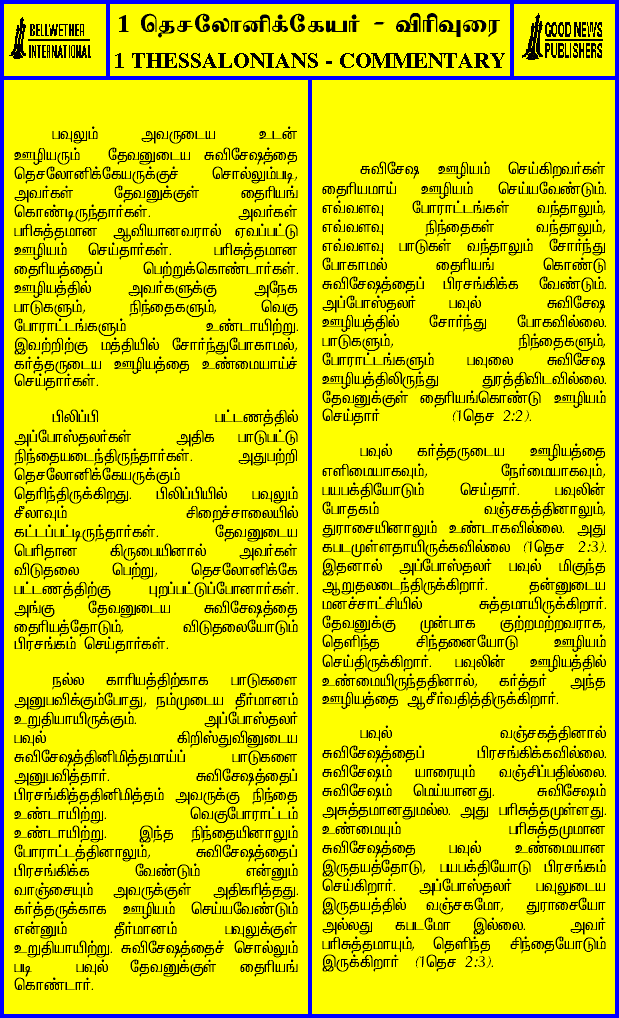 BELLWETHER
INTERNATIONAL
1 தெசலோனிக்கேயர் - விரிவுரை
1 THESSALONIANS - COMMENTARY
GOOD NEWS
PUBLISHERS
பவுலும் அவருடைய உடன்
ஊழியரும் தேவனுடைய சுவிசேஷத்தை
தெசலோனிக்கேயருக்குச் சொல்லும்படி,
அவர்கள் தேவனுக்குள் தைரியங்
கொண்டிருந்தார்கள். அவர்கள்
பரிசுத்தமான ஆவியானவரால் ஏவப்பட்டு
ஊழியம் செய்தார்கள். பரிசுத்தமான
தைரியத்தைப் பெற்றுக்கொண்டார்கள்.
ஊழியத்தில் அவர்களுக்கு அநேக
பாடுகளும், நிந்தைகளும், வெகு
போராட்டங்களும் உண்டாயிற்று.
இவற்றிற்கு மத்தியில் சோர்ந்துபோகாமல்,
கர்த்தருடைய ஊழியத்தை உண்மையாய்ச்
செய்தார்கள்.
பிலிப்பி பட்டணத்தில்
அப்போஸ்தலர்கள் அதிக பாடுபட்டு
நிந்தையடைந்திருந்தார்கள். அதுபற்றி
தெசலோனிக்கேயருக்கும்
தெரிந்திருக்கிறது. பிலிப்பியில் பவுலும்
சீலாவும் சிறைச்சாலையில்
கட்டப்பட்டிருந்தார்கள். தேவனுடைய
பெரிதான கிருபையினால் அவர்கள்
விடுதலை பெற்று, தெசலோனிக்கே
பட்டணத்திற்கு புறப்பட்டுப்போனார்கள்.
அங்கு தேவனுடைய சுவிசேஷத்தை
தைரியத்தோடும், விடுதலையோடும்
பிரசங்கம் செய்தார்கள்.
நல்ல காரியத்திற்காக பாடுகளை
அனுபவிக்கும்போது, நம்முடைய தீர்மானம்
உறுதியாயிருக்கும். அப்போஸ்தலர்
பவுல் கிறிஸ்துவினுடைய
சுவிசேஷத்தினிமித்தமாய்ப் பாடுகளை
அனுபவித்தார். சுவிசேஷத்தைப்
பிரசங்கித்ததினிமித்தம் அவருக்கு நிந்தை
உண்டாயிற்று. வெகுபோராட்டம்
உண்டாயிற்று. இந்த நிந்தையினாலும்
போராட்டத்தினாலும், சுவிசேஷத்தைப்
பிரசங்கிக்க வேண்டும் என்னும்
வாஞ்சையும் அவருக்குள் அதிகரித்தது.
கர்த்தருக்காக ஊழியம் செய்யவேண்டும்
என்னும் தீர்மானம் பவுலுக்குள்
உறுதியாயிற்று. சுவிசேஷத்தைச் சொல்லும்
படி பவுல் தேவனுக்குள் தைரியங்
கொண்டார்.
சுவிசேஷ ஊழியம் செய்கிறவர்கள்
தைரியமாய் ஊழியம் செய்யவேண்டும்.
எவ்வளவு போராட்டங்கள் வந்தாலும்,
எவ்வளவு நிந்தைகள் வந்தாலும்,
எவ்வளவு பாடுகள் வந்தாலும் சோர்ந்து
போகாமல் தைரியங் கொண்டு
சுவிசேஷத்தைப் பிரசங்கிக்க வேண்டும்.
அப்போஸ்தலர் பவுல் சுவிசேஷ
ஊழியத்தில் சோர்ந்து போகவில்லை.
பாடுகளும், நிந்தைகளும்,
போராட்டங்களும் பவுலை சுவிசேஷ
ஊழியத்திலிருந்து துரத்திவிடவில்லை.
தேவனுக்குள் தைரியங்கொண்டு ஊழியம்
செய்தார் (1தெச 2:2).
பவுல் கர்த்தருடைய ஊழியத்தை
எளிமையாகவும், நேர்மையாகவும்,
பயபக்தியோடும் செய்தார். பவுலின்
போதகம் வஞ்சகத்தினாலும்,
துராசையினாலும் உண்டாகவில்லை. அது
கபடமுள்ளதாயிருக்கவில்லை (1தெச 2:3).
இதனால் அப்போஸ்தலர் பவுல் மிகுந்த
ஆறுதலடைந்திருக்கிறார். தன்னுடைய
மனச்சாட்சியில் சுத்தமாயிருக்கிறார்.
தேவனுக்கு முன்பாக குற்றமற்றவராக,
தெளிந்த சிந்தனையோடு ஊழியம்
செய்திருக்கிறார். பவுலின் ஊழியத்தில்
உண்மையிருந்ததினால், கர்த்தர் அந்த
ஊழியத்தை ஆசீர்வதித்திருக்கிறார்.
பவுல் வஞ்சகத்தினால்
சுவிசேஷத்தைப் பிரசங்கிக்கவில்லை.
சுவிசேஷம் யாரையும் வஞ்சிப்பதில்லை.
சுவிசேஷம் மெய்யானது. சுவிசேஷம்
அசுத்தமானதுமல்ல. அது பரிசுத்தமுள்ளது.
உண்மையும் பரிசுத்தமுமான
சுவிசேஷத்தை பவுல் உண்மையான
இருதயத்தோடு, பயபக்தியோடு பிரசங்கம்
செய்கிறார். அப்போஸ்தலர் பவுலுடைய
இருதயத்தில் வஞ்சகமோ, துராசையோ
அல்லது கபடமோ இல்லை. அவர்
பரிசுத்தமாயும், தெளிந்த சிந்தையோடும்
இருக்கிறார் (1தெச 2:3).